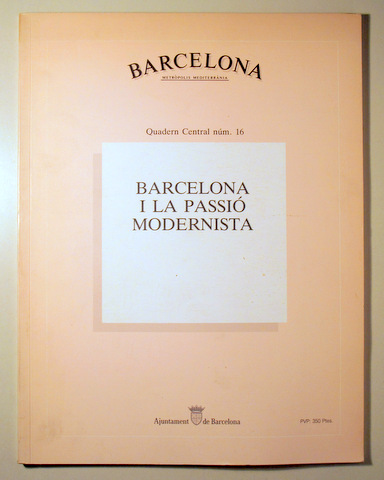 BARCELONA
METRÒPOLIS MEDITERRÀNIA
Quadern Central núm. 16
BARCELONA
I LA PASSIÓ
MODERNISTA
Ajuntament de Barcelona
PVP: 350 Ptes.